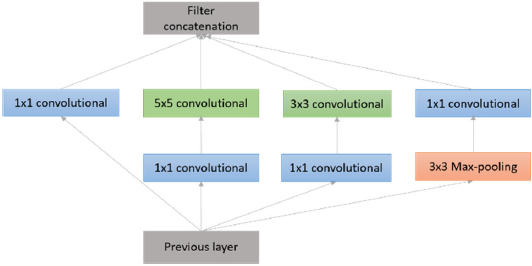 Filter
concatenation
1x1 convolutional
5x5 convolutional
3x3 convolutional
1x1 convolutional
1x1 convolutional
1x1 convolutional
3x3 Max-pooling
Previous layer